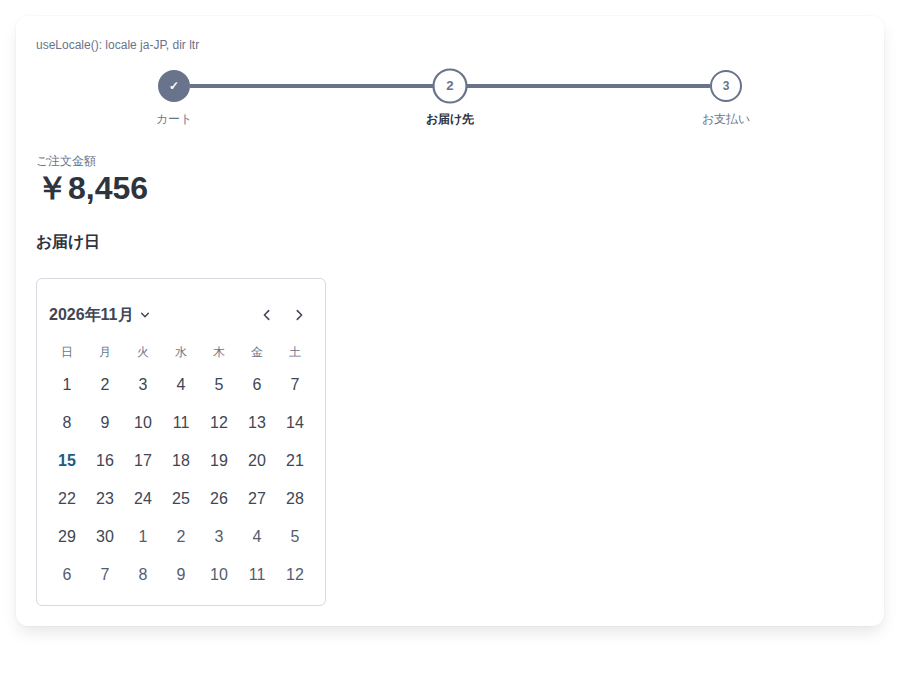 useLocale(): locale ja-JP, dir ltr
✓ 2 3
カート お届け先 お支払い
ご注文金額
￥8,456
お届け日
2026年11月
日 月 火 水 木 金 土
1 2 3 4 5 6 7
8 9 10 11 12 13 14
15 16 17 18 19 20 21
22 23 24 25 26 27 28
29 30 1 2 3 4 5
6 7 8 9 10 11 12